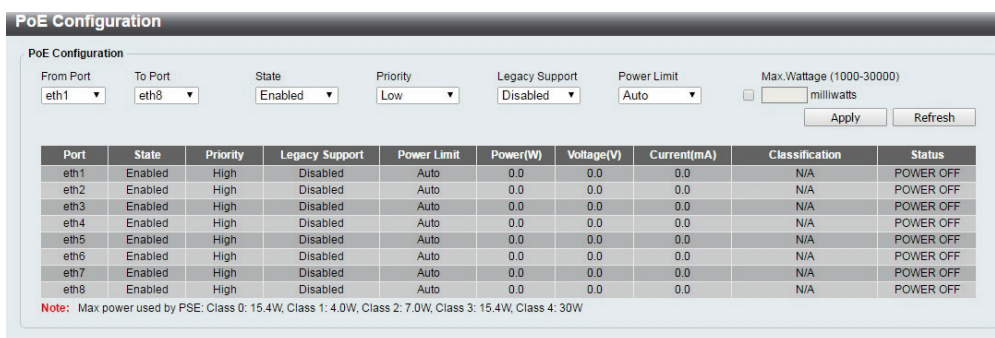 PoE Configuration
PoE Configuration
From Port To Port State Priority Legacy Support Power Limit Max.Wattage (1000-30000)
eth1 eth8 Enabled Low Disabled Auto milliwatts
Apply Refresh
Port State Priority Legacy Support Power Limit Power(W) Voltage(V) Current(mA) Classification Status
eth1 Enabled High Disabled Auto 0.0 0.0 0.0 N/A POWER OFF
eth2 Enabled High Disabled Auto 0.0 0.0 0.0 N/A POWER OFF
eth3 Enabled High Disabled Auto 0.0 0.0 0.0 N/A POWER OFF
eth4 Enabled High Disabled Auto 0.0 0.0 0.0 N/A POWER OFF
eth5 Enabled High Disabled Auto 0.0 0.0 0.0 N/A POWER OFF
eth6 Enabled High Disabled Auto 0.0 0.0 0.0 N/A POWER OFF
eth7 Enabled High Disabled Auto 0.0 0.0 0.0 N/A POWER OFF
eth8 Enabled High Disabled Auto 0.0 0.0 0.0 N/A POWER OFF
Note: Max power used by PSE: Class 0: 15.4W, Class 1: 4.0W, Class 2: 7.0W, Class 3: 15.4W, Class 4: 30W